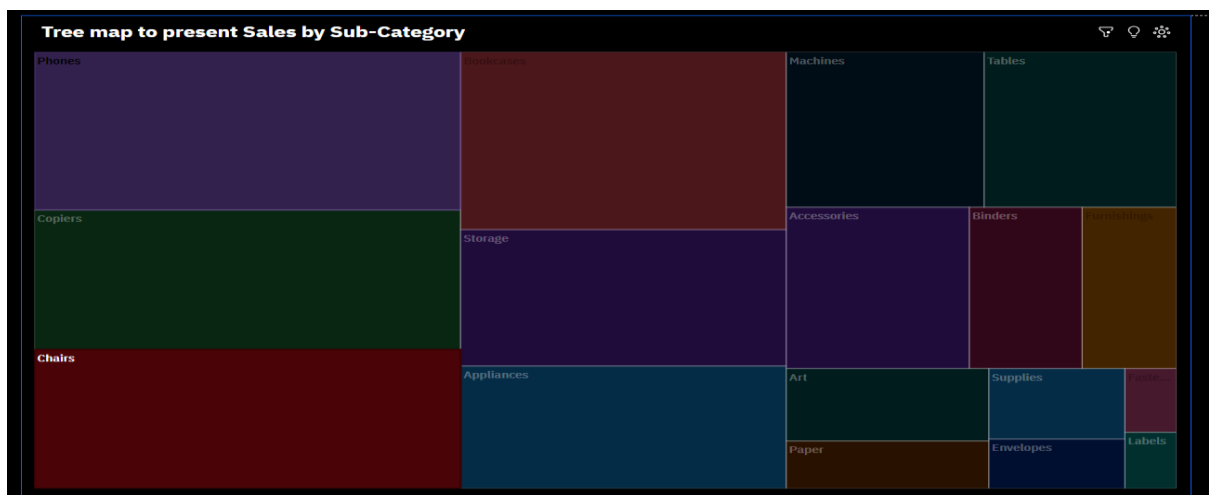 Tree map to present Sales by Sub-Category
Phones
Bookcases
Machines
Tables
Copiers
Accessories
Binders
Furnishings
Storage
Chairs
Appliances
Art
Supplies
Faste...
Paper
Envelopes
Labels